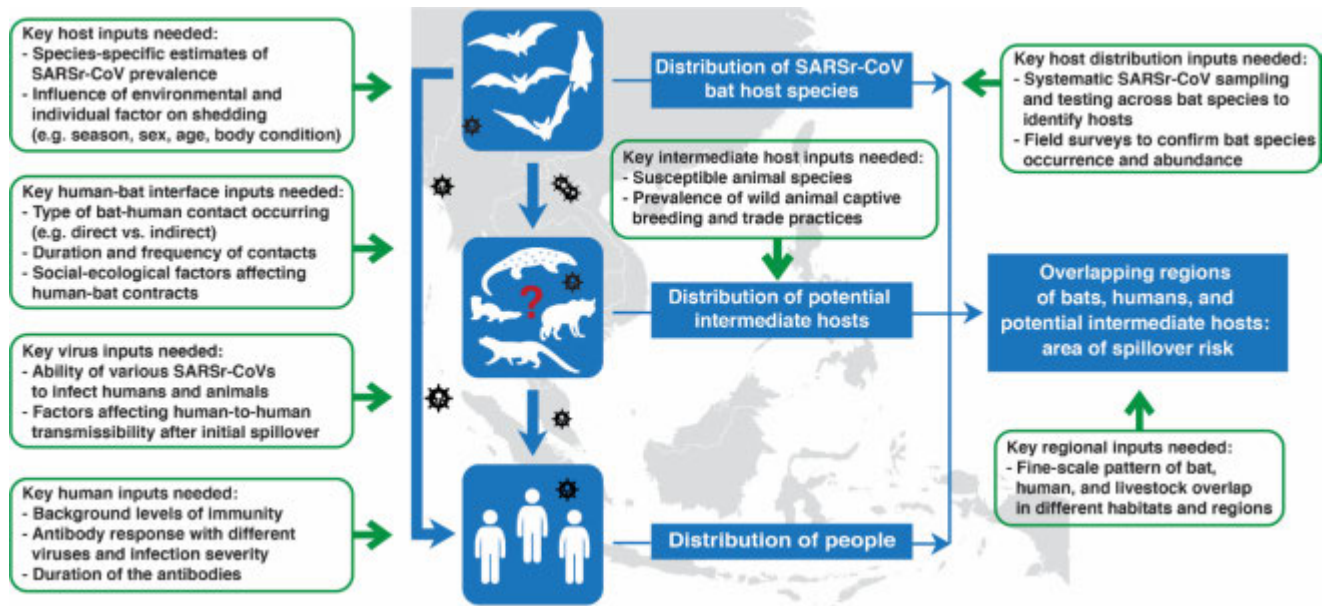 Key host inputs needed:
- Species-specific estimates of
SARSr-CoV prevalence
- Influence of environmental and
individual factor on shedding
(e.g. season, sex, age, body condition)
Key human-bat interface inputs needed:
- Type of bat-human contact occurring
(e.g. direct vs. indirect)
- Duration and frequency of contacts
- Social-ecological factors affecting
human-bat contracts
Key virus inputs needed:
- Ability of various SARSr-CoVs
to infect humans and animals
- Factors affecting human-to-human
transmissibility after initial spillover
Key human inputs needed:
- Background levels of immunity
- Antibody response with different
viruses and infection severity
- Duration of the antibodies
?
Distribution of SARSr-CoV
bat host species
Key intermediate host inputs needed:
- Susceptible animal species
- Prevalence of wild animal captive
breeding and trade practices
Distribution of potential
intermediate hosts
Distribution of people
Key host distribution inputs needed:
- Systematic SARSr-CoV sampling
and testing across bat species to
identify hosts
- Field surveys to confirm bat species
occurrence and abundance
Overlapping regions
of bats, humans, and
potential intermediate hosts:
area of spillover risk
Key regional inputs needed:
- Fine-scale pattern of bat,
human, and livestock overlap
in different habitats and regions